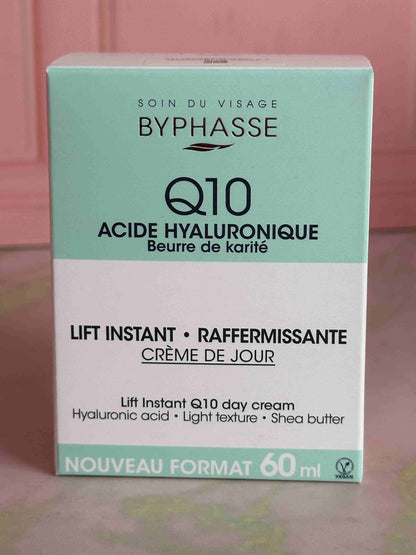 SOIN DU VISAGE
BYPHASSE
Q10
ACIDE HYALURONIQUE
Beurre de karité
LIFT INSTANT • RAFFERMISSANTE
CRÈME DE JOUR
Lift Instant Q10 day cream
Hyaluronic acid • Light texture • Shea butter
NOUVEAU FORMAT 60 ml
VEGAN